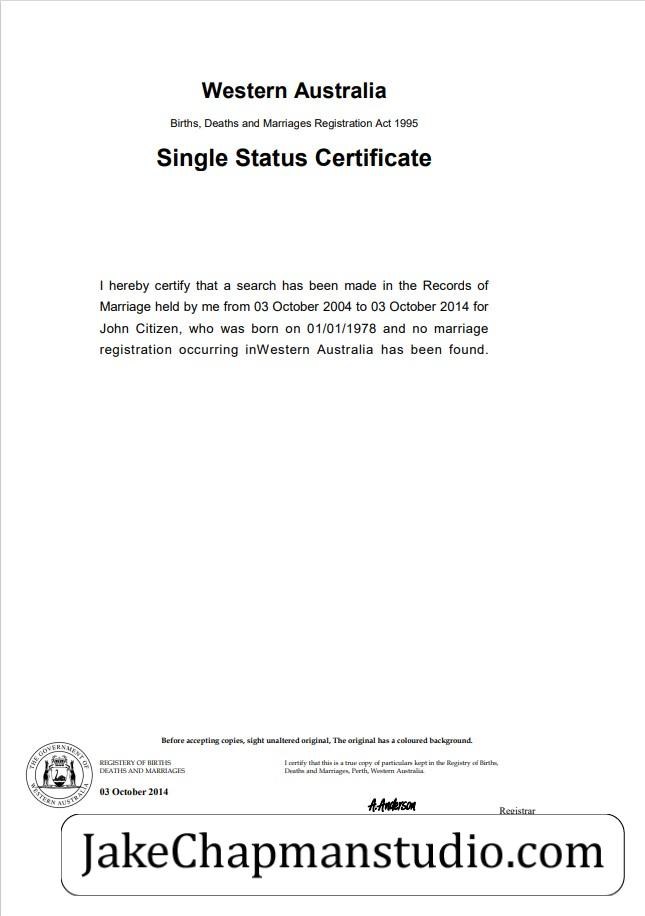 Western Australia
Births, Deaths and Marriages Registration Act 1995
Single Status Certificate
I hereby certify that a search has been made in the Records of
Marriage held by me from 03 October 2004 to 03 October 2014 for
John Citizen, who was born on 01/01/1978 and no marriage
registration occurring inWestern Australia has been found.
Before accepting copies, sight unaltered original, The original has a coloured background.
THE GOVERNMENT OF
WESTERN AUSTRALIA
REGISTERY OF BIRTHS
DEATHS AND MARRIAGES
I certify that this is a true copy of particulars kept in the Registry of Births,
Deaths and Marriages, Perth, Western Australia.
03 October 2014
A.Anderson
Registrar
JakeChapmanstudio.com